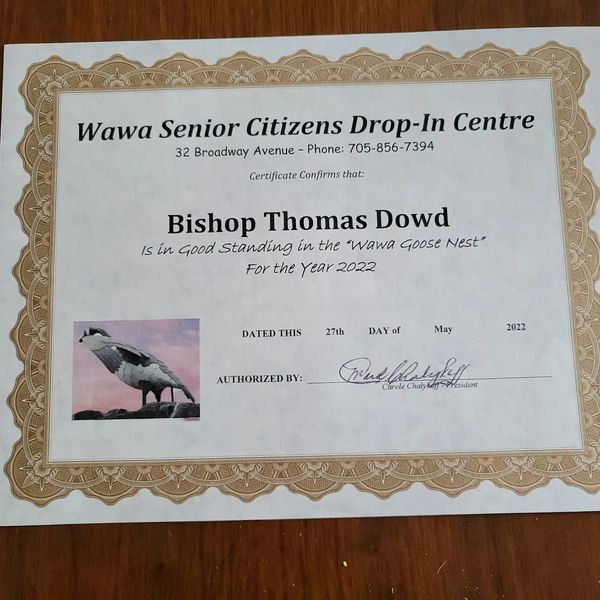 Wawa Senior Citizens Drop-In Centre
32 Broadway Avenue – Phone: 705-856-7394
Certificate Confirms that:
Bishop Thomas Dowd
Is in Good Standing in the "Wawa Goose Nest"
For the Year 2022
DATED THIS 27th DAY of May 2022
AUTHORIZED BY:
Carole Chalykoff - President